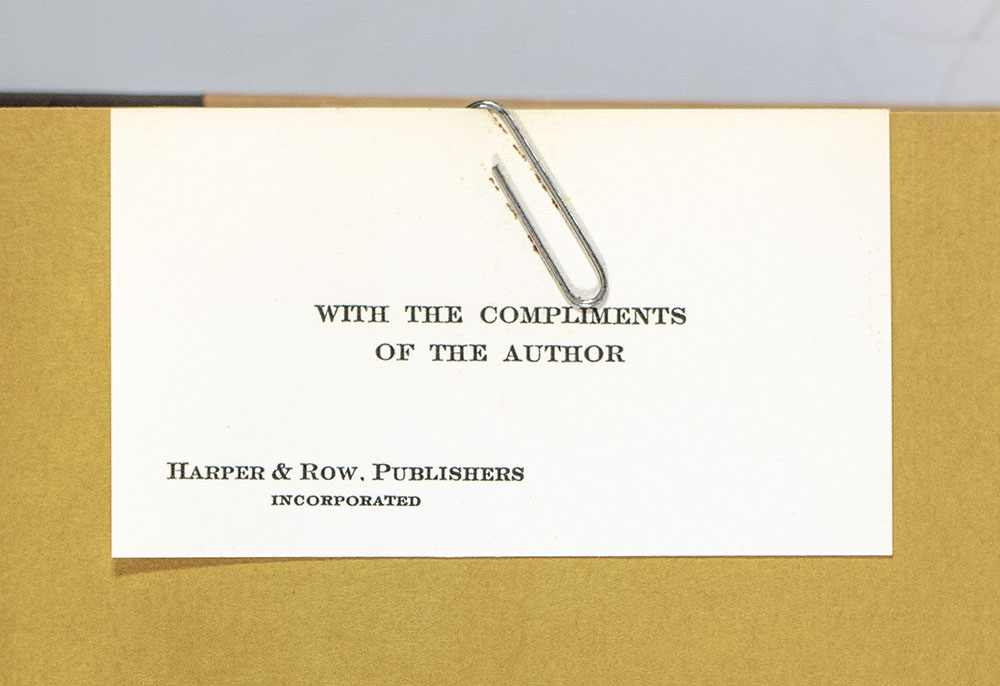 WITH THE COMPLIMENTS
OF THE AUTHOR
HARPER & ROW, PUBLISHERS
INCORPORATED